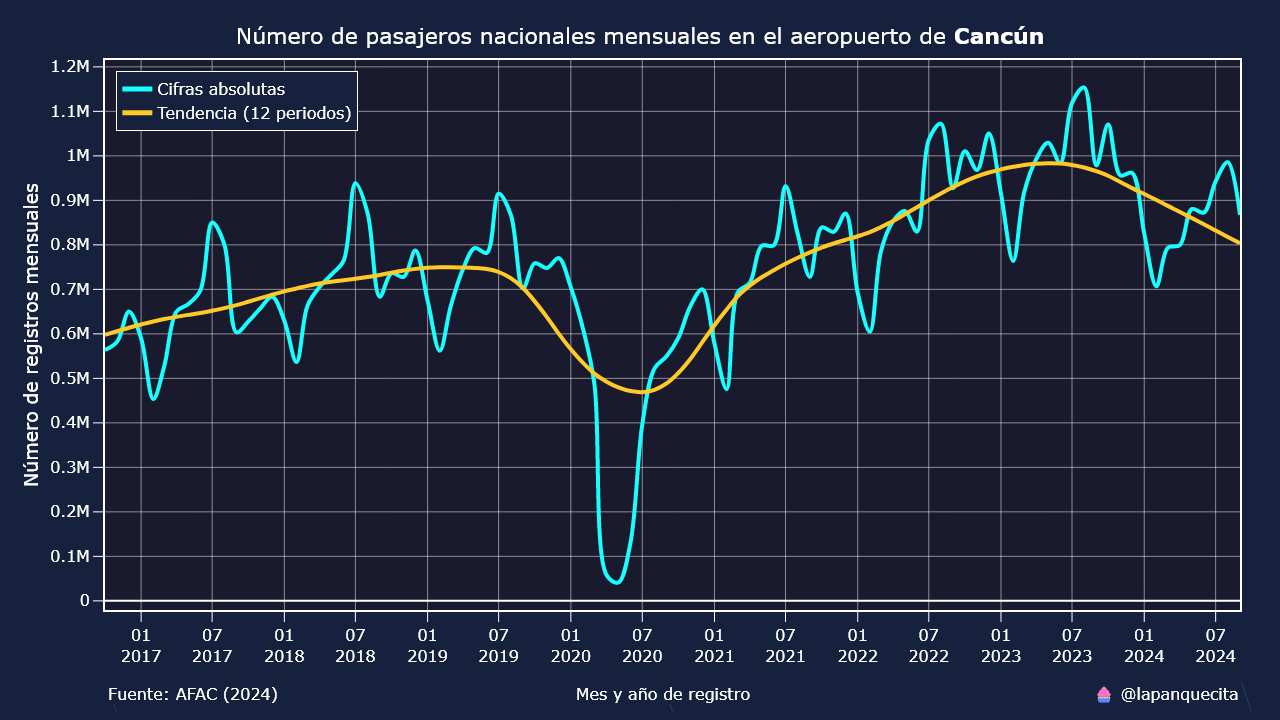 Número de pasajeros nacionales mensuales en el aeropuerto de Cancún
Cifras absolutas
Tendencia (12 periodos)
Número de registros mensuales
1.2M
1.1M
1M
0.9M
0.8M
0.7M
0.6M
0.5M
0.4M
0.3M
0.2M
0.1M
0
01 07 01 07 01 07 01 07 01 07 01 07 01 07 01 07
2017 2017 2018 2018 2019 2019 2020 2020 2021 2021 2022 2022 2023 2023 2024 2024
Fuente: AFAC (2024) Mes y año de registro @lapanquecita